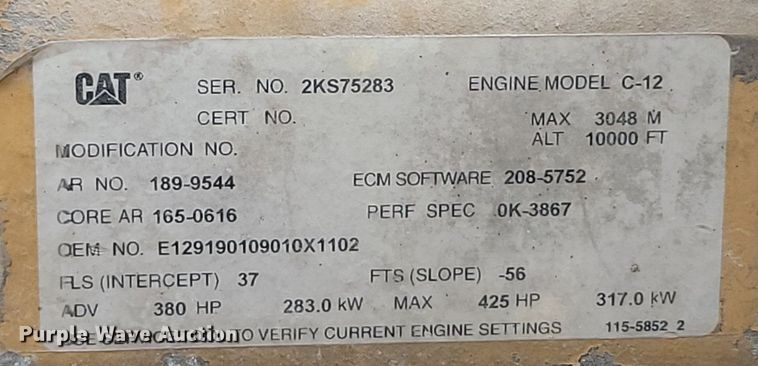 CAT® SER. NO. 2KS75283 ENGINE MODEL C-12
CERT NO. MAX 3048 M
MODIFICATION NO. ALT 10000 FT
AR NO. 189-9544 ECM SOFTWARE 208-5752
CORE AR 165-0616 PERF SPEC 0K-3867
OEM NO. E129190109010X1102
FLS (INTERCEPT) 37 FTS (SLOPE) -56
ADV 380 HP 283.0 kW MAX 425 HP 317.0 kW
TO VERIFY CURRENT ENGINE SETTINGS 115-5852 2
Purple Wave Auction